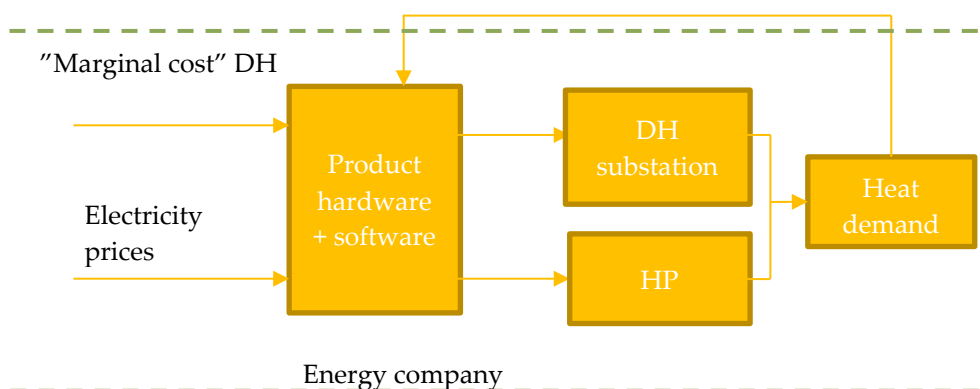 ”Marginal cost” DH
Electricity
prices
Product
hardware
+ software
DH
substation
HP
Heat
demand
Energy company